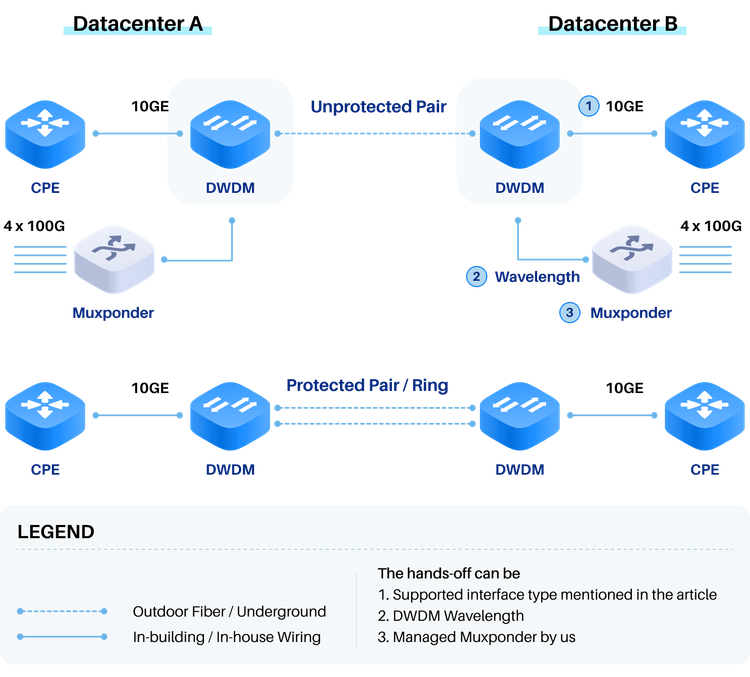 Datacenter A
Datacenter B
10GE
Unprotected Pair
1 10GE
CPE
DWDM
DWDM
CPE
4 x 100G
4 x 100G
2 Wavelength
Muxponder
3 Muxponder
10GE
Protected Pair / Ring
10GE
CPE
DWDM
DWDM
CPE
LEGEND
Outdoor Fiber / Underground
In-building / In-house Wiring
The hands-off can be
1. Supported interface type mentioned in the article
2. DWDM Wavelength
3. Managed Muxponder by us